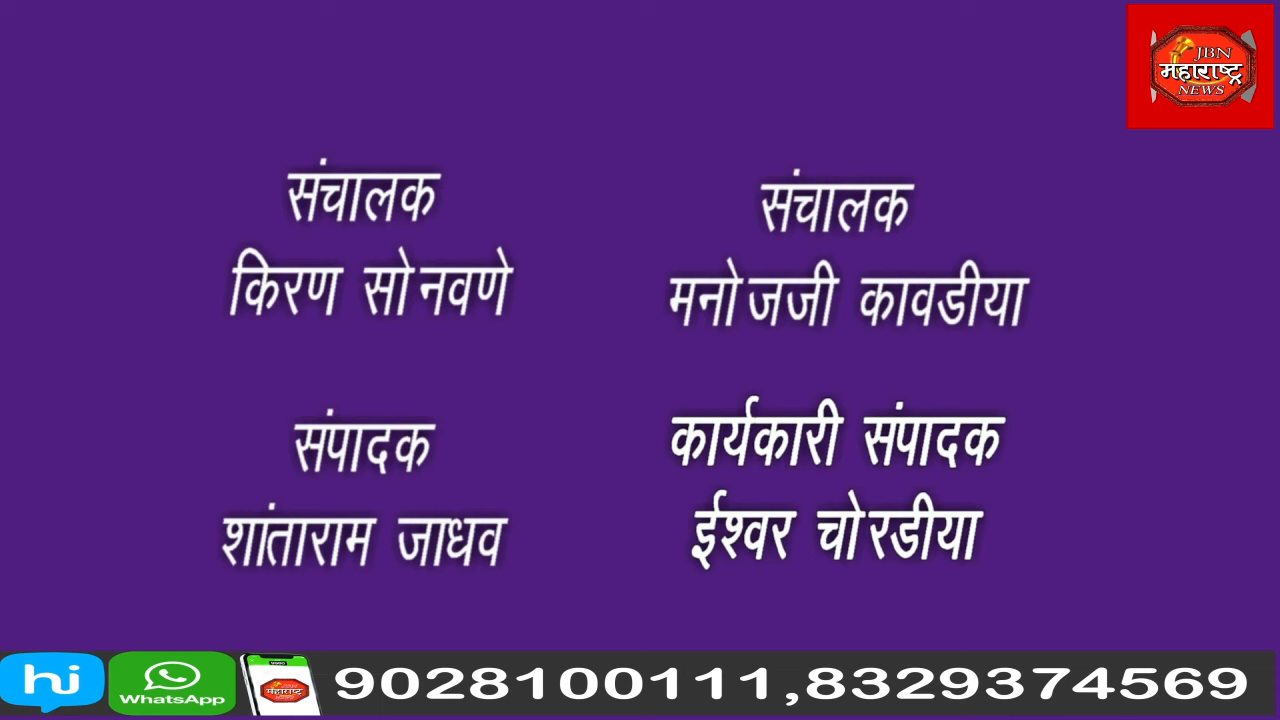 JBN
महाराष्ट्र
NEWS
संचालक
किरण सोनवणे
संचालक
मनोजजी कावडीया
संपादक
शांताराम जाधव
कार्यकारी संपादक
ईश्वर चोरडीया
hi
WhatsApp
महाराष्ट्र
9028100111,8329374569